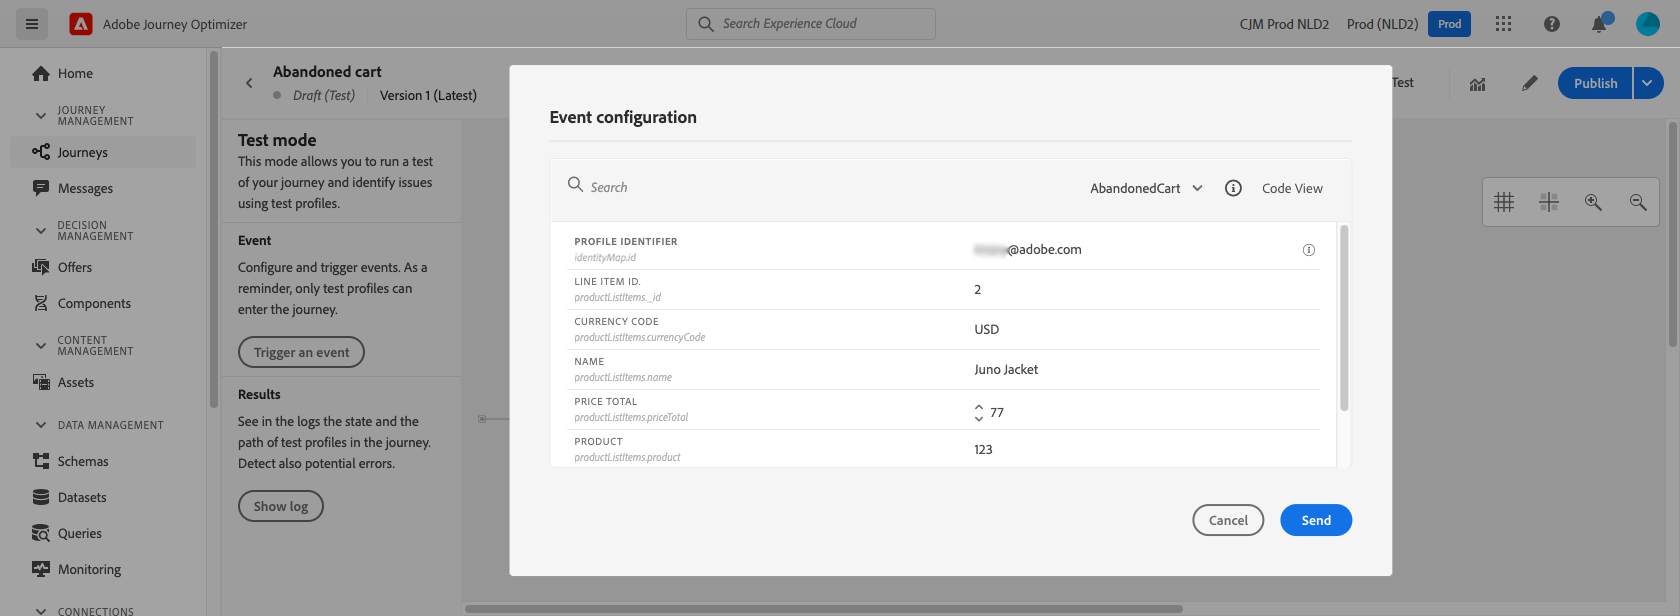 Adobe Journey Optimizer
Search Experience Cloud
CJM Prod NLD2
Prod (NLD2)
Prod
Home
JOURNEY
MANAGEMENT
Journeys
Messages
DECISION
MANAGEMENT
Offers
Components
CONTENT
MANAGEMENT
Assets
DATA MANAGEMENT
Schemas
Datasets
Queries
Monitoring
CONNECTIONS
Abandoned cart
Draft (Test)
Version 1 (Latest)
Test
Publish
Test mode
This mode allows you to run a test
of your journey and identify issues
using test profiles.
Event
Configure and trigger events. As a
reminder, only test profiles can
enter the journey.
Trigger an event
Results
See in the logs the state and the
path of test profiles in the journey.
Detect also potential errors.
Show log
Event configuration
Search
AbandonedCart
Code View
PROFILE IDENTIFIER
identityMap.id
@adobe.com
LINE ITEM ID.
productListItems._id
2
CURRENCY CODE
productListItems.currencyCode
USD
NAME
productListItems.name
Juno Jacket
PRICE TOTAL
productListItems.priceTotal
77
PRODUCT
productListItems.product
123
Cancel
Send